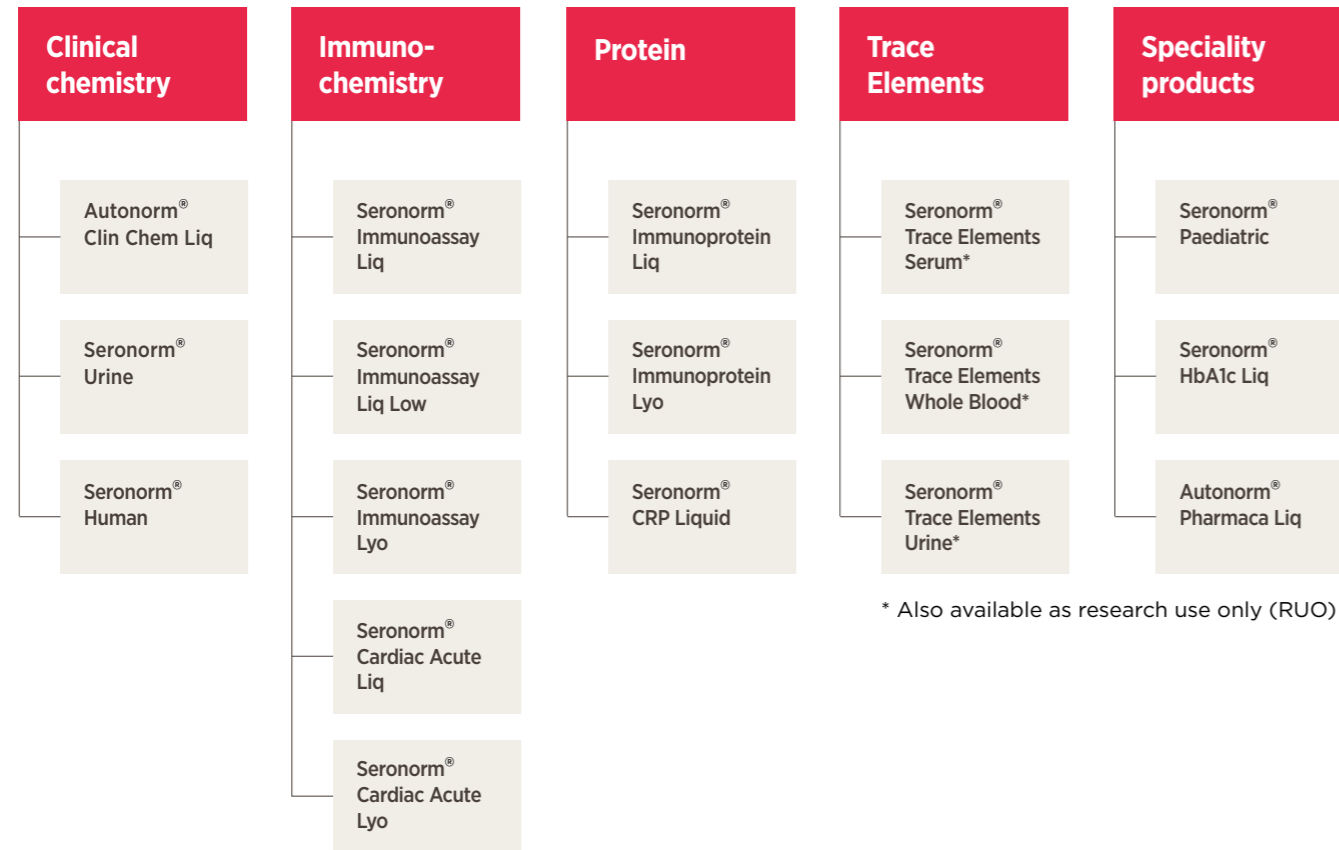 Clinical
chemistry
Autonorm®
Clin Chem Liq
Seronorm®
Urine
Seronorm®
Human
Immuno-
chemistry
Seronorm®
Immunoassay
Liq
Seronorm®
Immunoassay
Liq Low
Seronorm®
Immunoassay
Lyo
Seronorm®
Cardiac Acute
Liq
Seronorm®
Cardiac Acute
Lyo
Protein
Seronorm®
Immunoprotein
Liq
Seronorm®
Immunoprotein
Lyo
Seronorm®
CRP Liquid
Trace
Elements
Seronorm®
Trace Elements
Serum*
Seronorm®
Trace Elements
Whole Blood*
Seronorm®
Trace Elements
Urine*
Speciality
products
Seronorm®
Paediatric
Seronorm®
HbA1c Liq
Autonorm®
Pharmaca Liq
* Also available as research use only (RUO)